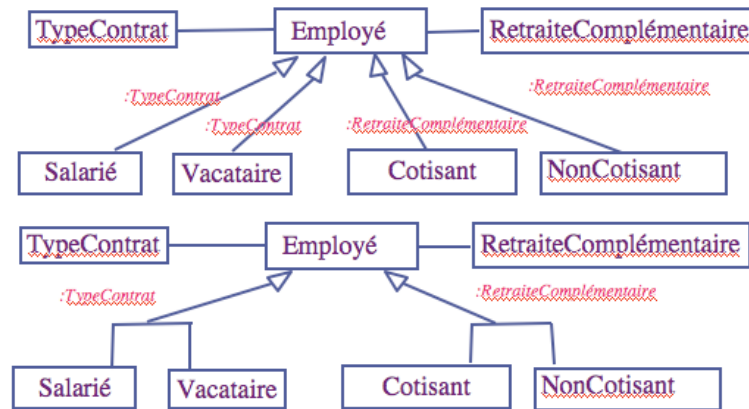 TypeContrat Employé RetraiteComplémentaire
:TypeContrat :RetraiteComplémentaire
:TypeContrat :RetraiteComplémentaire
Salarié Vacataire Cotisant NonCotisant
TypeContrat Employé RetraiteComplémentaire
:TypeContrat :RetraiteComplémentaire
Salarié Vacataire Cotisant NonCotisant